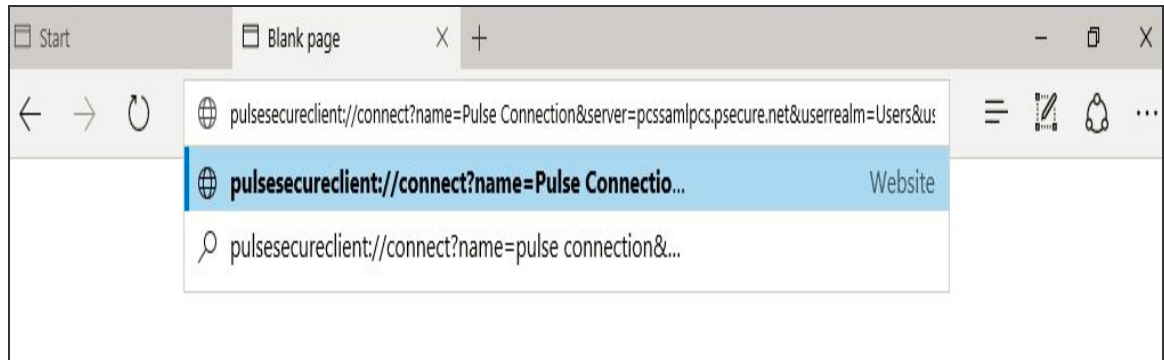 Start
Blank page
pulsesecureclient://connect?name=Pulse Connection&server=pcssamlpcs.psecure.net&userrealm=Users&us
pulsesecureclient://connect?name=Pulse Connectio... Website
pulsesecureclient://connect?name=pulse connection&...